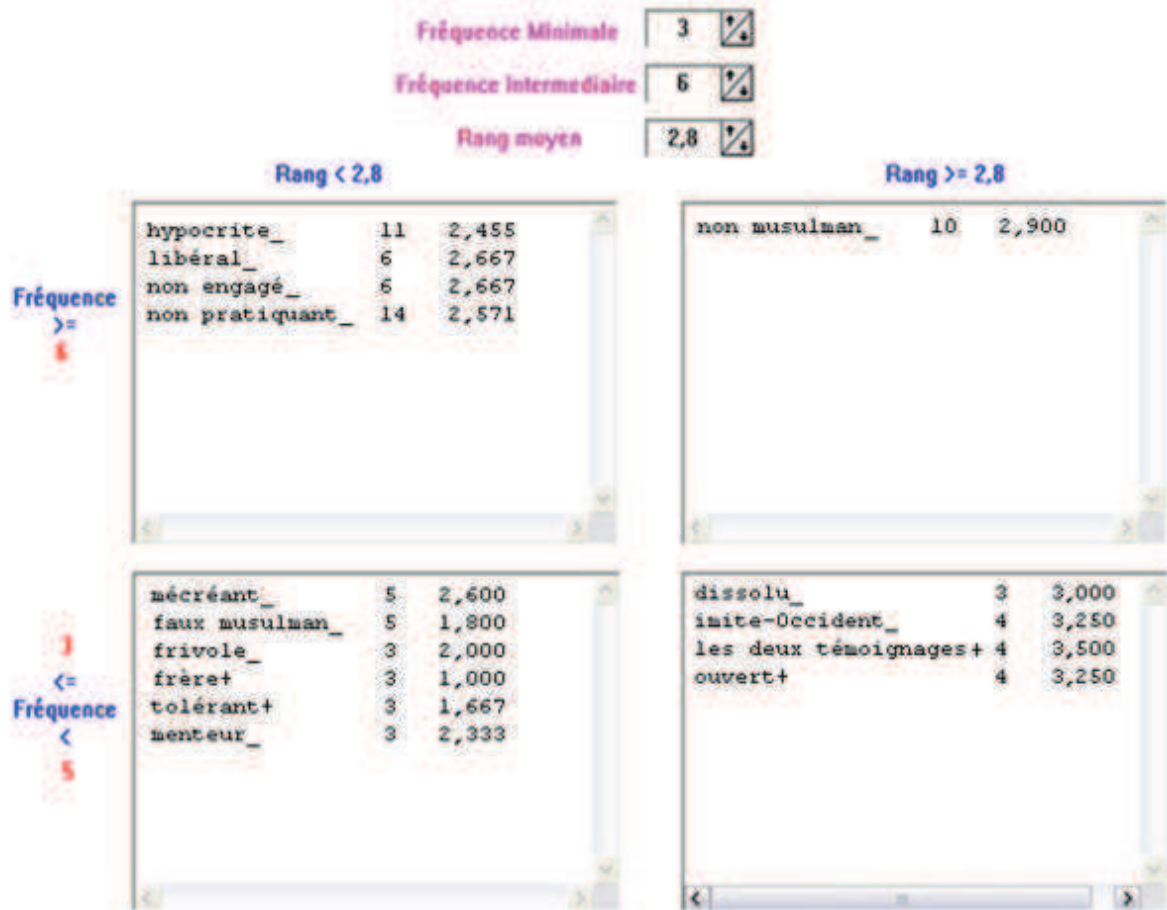 Fréquence Minimale 3
Fréquence Intermediaire 6
Rang moyen 2,8
Rang < 2,8
Rang >= 2,8
Fréquence
>=
6
hypocrite_ 11 2,455
libéral_ 6 2,667
non engagé_ 6 2,667
non pratiquant_ 14 2,571
non musulman_ 10 2,900
3
<=
Fréquence
<
5
mécréant_ 5 2,600
faux musulman_ 5 1,800
frivole_ 3 2,000
frère+ 3 1,000
tolérant+ 3 1,667
menteur_ 3 2,333
dissolu_ 3 3,000
imite-Occident_ 4 3,250
les deux témoignages+ 4 3,500
ouvert+ 4 3,250